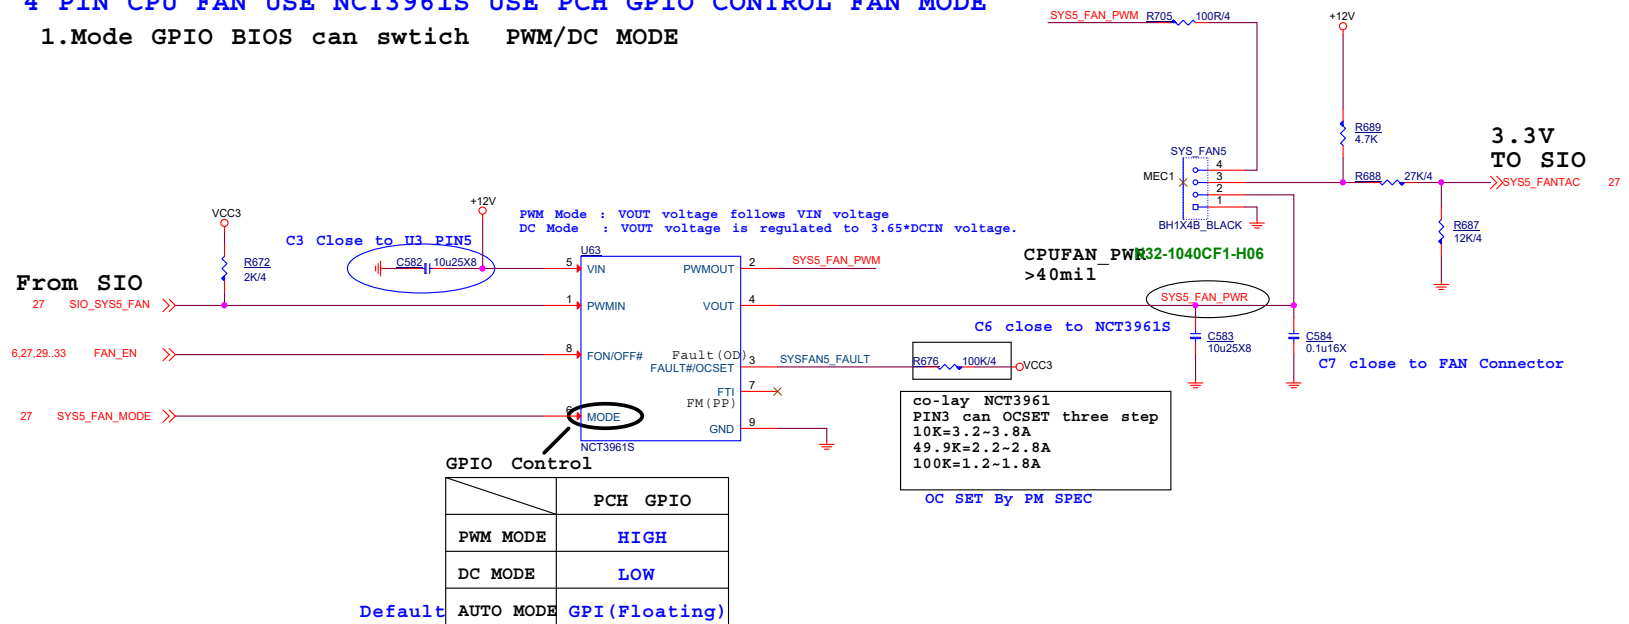 4 PIN CPU FAN USE NCT3961S USE PCH GPIO CONTROL FAN MODE
1.Mode GPIO BIOS can swtich PWM/DC MODE
SYS5_FAN_PWM R705 100R/4
+12V
R689
4.7K
3.3V
TO SIO
SYS_FAN5
4
3
2
1
MEC1
R688 27K/4
SYS5_FANTAC 27
BH1X4B_BLACK
R687
12K/4
CPUFAN_PWR
N32-1040CF1-H06
>40mil
VCC3
+12V
PWM Mode : VOUT voltage follows VIN voltage
DC Mode : VOUT voltage is regulated to 3.65*DCIN voltage.
C3 Close to U3 PIN5
C582 10u25X8
R672
2K/4
U63
5 VIN
PWMOUT 2 SYS5_FAN_PWM
From SIO
27 SIO_SYS5_FAN
1 PWMIN
VOUT 4
SYS5_FAN_PWR
C6 close to NCT3961S
C583
10u25X8
C584
0.1u16X
C7 close to FAN Connector
6,27,29..33 FAN_EN
8 FON/OFF#
Fault(OD)
FAULT#/OCSET 3 SYSFAN5_FAULT
R676 100K/4
VCC3
FTI 7
FM(PP)
27 SYS5_FAN_MODE
6 MODE
GND 9
NCT3961S
co-lay NCT3961
PIN3 can OCSET three step
10K=3.2~3.8A
49.9K=2.2~2.8A
100K=1.2~1.8A
OC SET By PM SPEC
GPIO Control
PCH GPIO
PWM MODE HIGH
DC MODE LOW
Default AUTO MODE GPI(Floating)